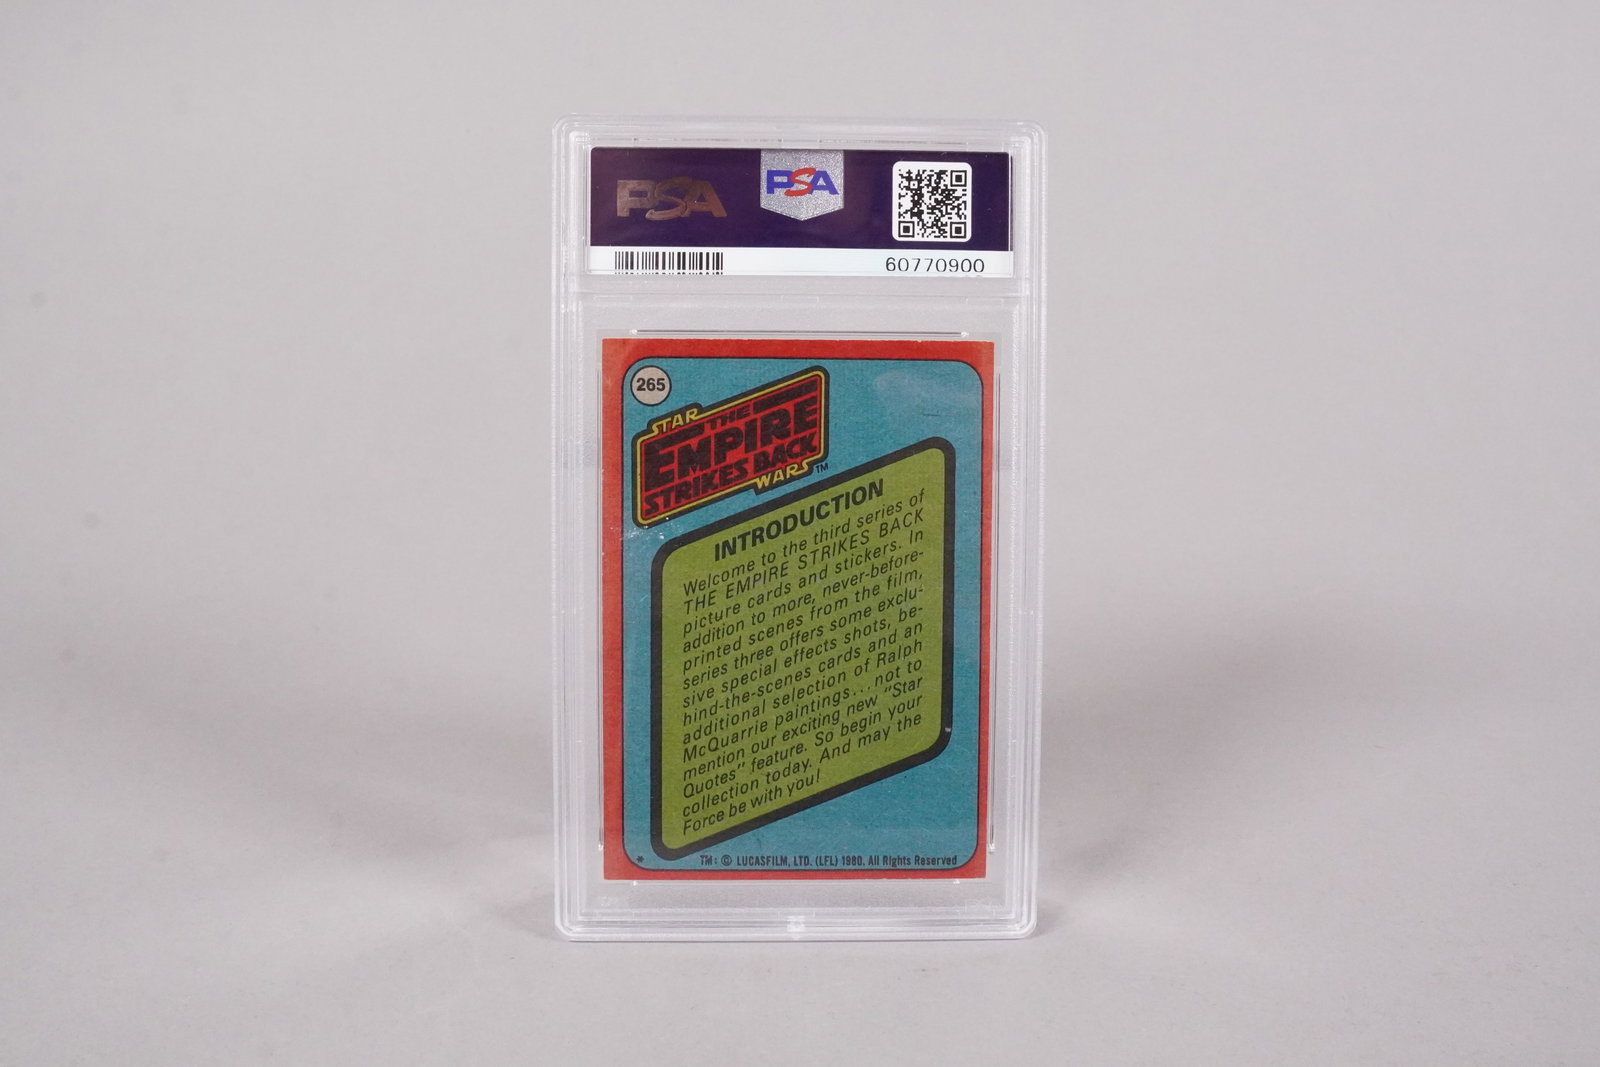 PSA
PSA
60770900
265
STAR
THE
EMPIRE
STRIKES BACK
WARS™
INTRODUCTION
Welcome to the third series of
THE EMPIRE STRIKES BACK
picture cards and stickers. In
addition to more, never-before-
printed scenes from the film,
series three offers some exclu-
sive special effects shots, be-
hind-the-scenes cards and an
additional selection of Ralph
McQuarrie paintings...not to
mention our exciting new "Star
Quotes" feature. So begin your
collection today. And may the
Force be with you!
* TM: © LUCASFILM, LTD. (LFL) 1980. All Rights Reserved